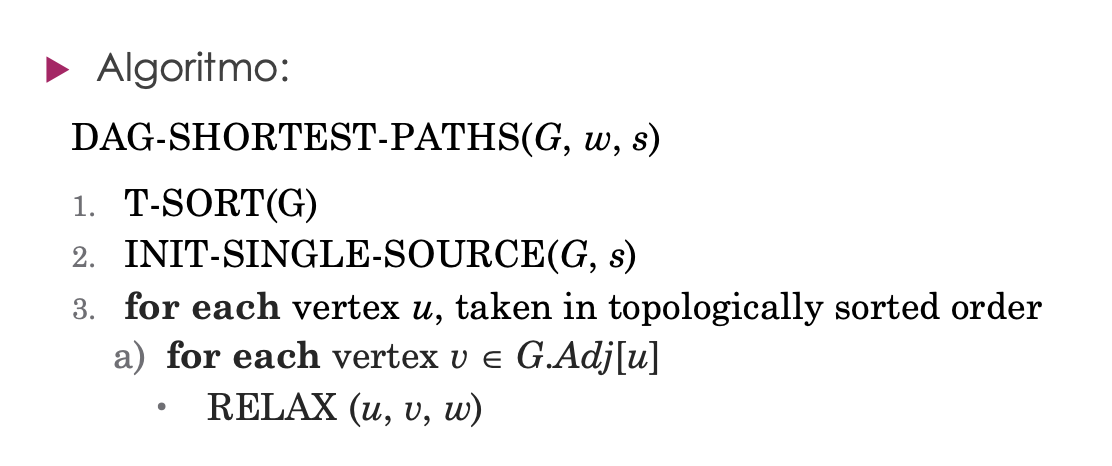 Algoritmo:
DAG-SHORTEST-PATHS(G, w, s)
1. T-SORT(G)
2. INIT-SINGLE-SOURCE(G, s)
3. for each vertex u, taken in topologically sorted order
a) for each vertex v ∈ G.Adj[u]
• RELAX (u, v, w)